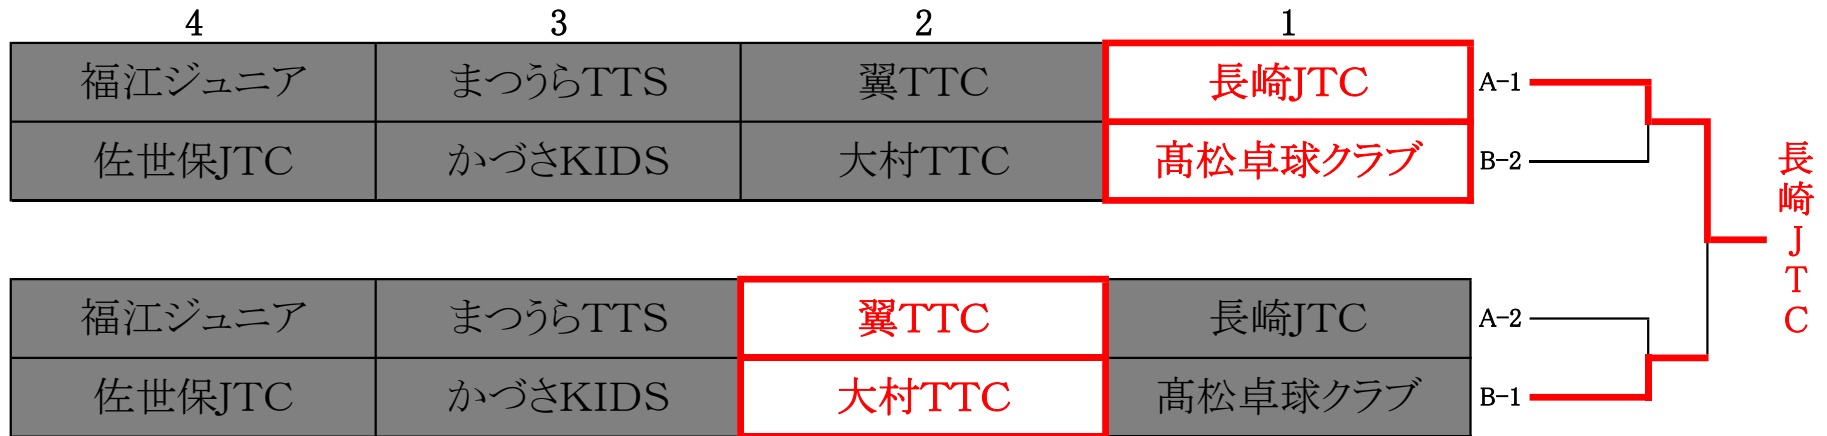 4 3 2 1
福江ジュニア まつうらTTS 翼TTC 長崎JTC A-1
佐世保JTC かづさKIDS 大村TTC 髙松卓球クラブ B-2
長崎JTC
福江ジュニア まつうらTTS 翼TTC 長崎JTC A-2
佐世保JTC かづさKIDS 大村TTC 髙松卓球クラブ B-1